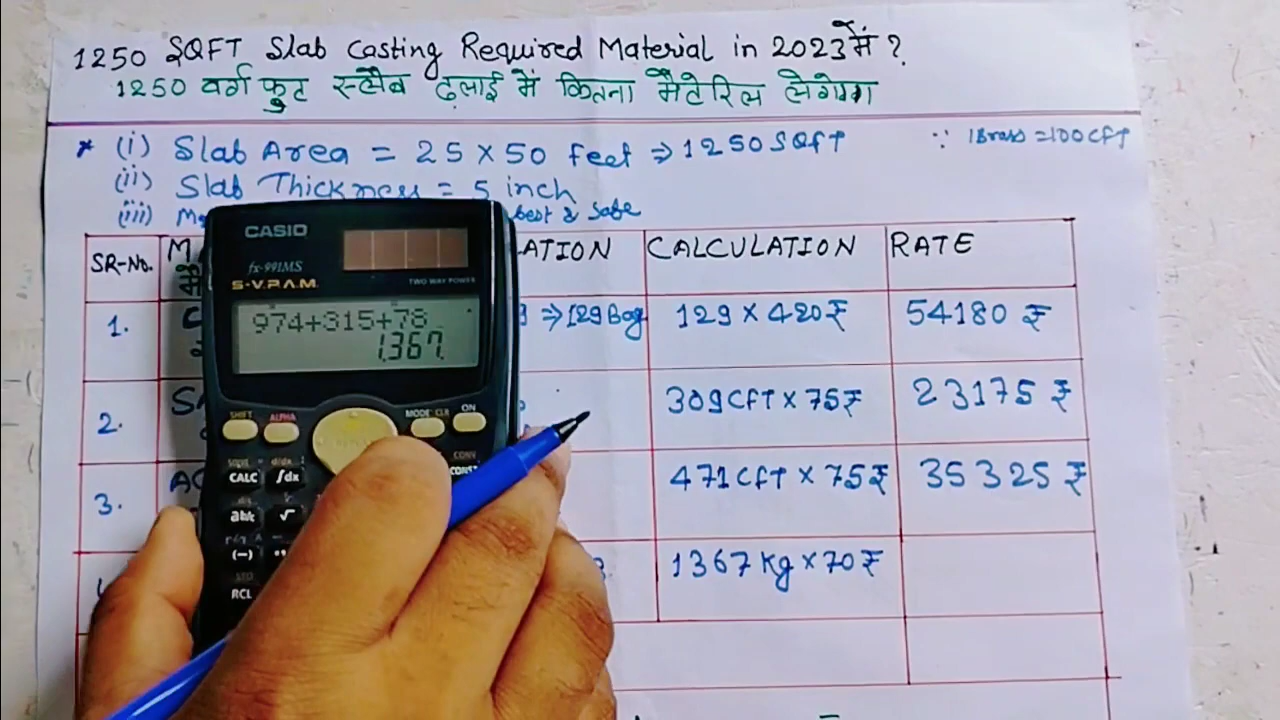 1250 SQFT Slab Casting Required Material in 2023 में ?
1250 वर्ग फुट स्लैब ढलाई में कितना मैटेरिल लगेगा
* (i) Slab Area = 25 × 50 feet ⇒ 1250 SQft ∵ 1Brass = 100 Cft
(ii) Slab Thickness = 5 inch
(iii) best & Safe
SR-No. CALCULATION RATE
1. ⇒ 129 Bag 129 × 420₹ 54180 ₹
2. 309 CFT × 75₹ 23175 ₹
3. 471 CFT × 75₹ 35325 ₹
1367 Kg × 70₹
CASIO
fx-991MS
S-V.P.A.M.
TWO WAY POWER
974+315+78
1367.
SHIFT ALPHA MODE CLR ON
CALC ∫dx
(−)
STO
RCL